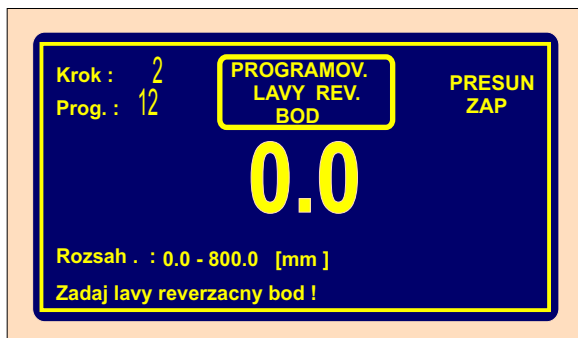 Krok : 2
Prog. : 12
PROGRAMOV.
LAVY REV.
BOD
PRESUN
ZAP
0.0
Rozsah . : 0.0 - 800.0 [mm ]
Zadaj lavy reverzacny bod !